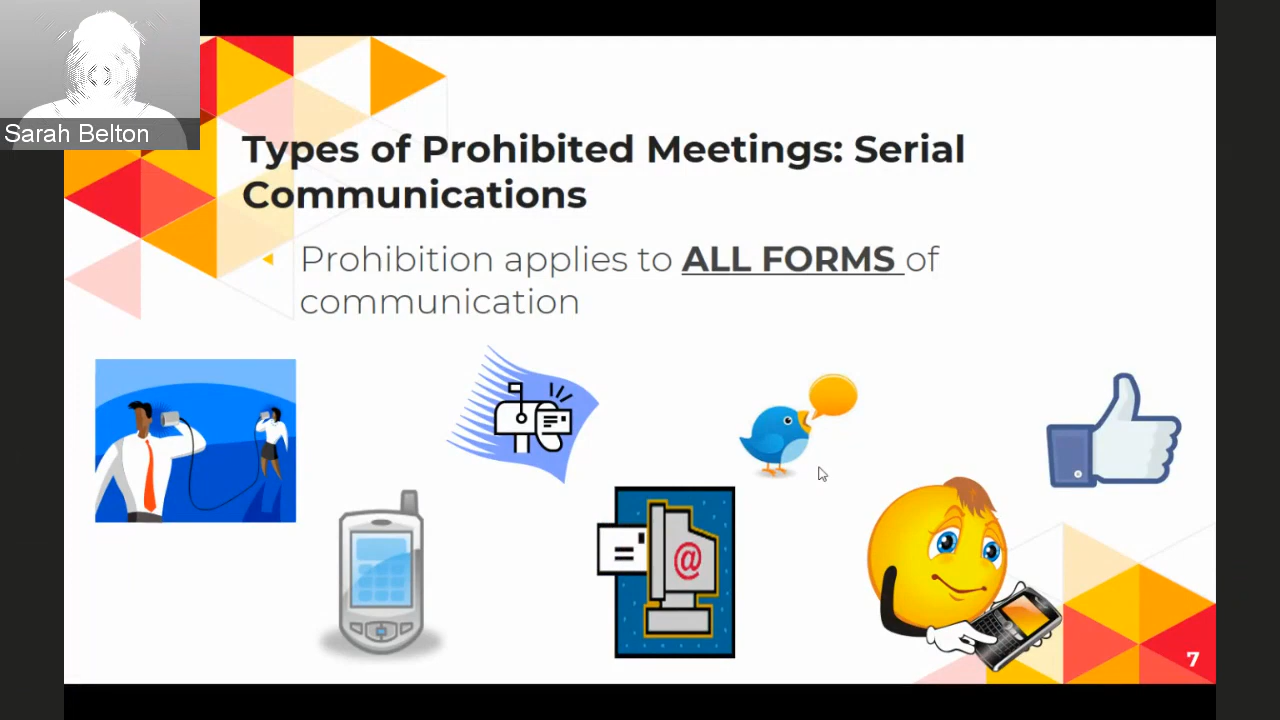 Sarah Belton
Types of Prohibited Meetings: Serial
Communications
Prohibition applies to ALL FORMS of
communication
@
7